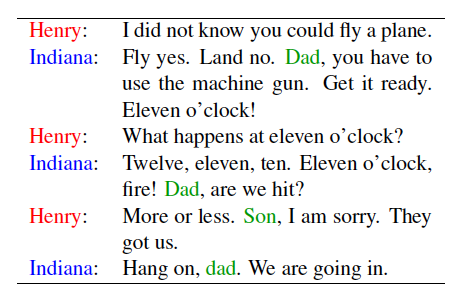 Henry: I did not know you could fly a plane.
Indiana: Fly yes. Land no. Dad, you have to
use the machine gun. Get it ready.
Eleven o'clock!
Henry: What happens at eleven o'clock?
Indiana: Twelve, eleven, ten. Eleven o'clock,
fire! Dad, are we hit?
Henry: More or less. Son, I am sorry. They
got us.
Indiana: Hang on, dad. We are going in.